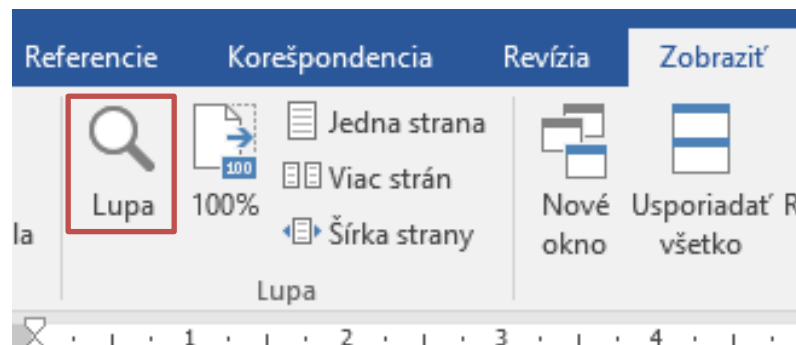 Referencie Korešpondencia Revízia Zobraziť
Lupa
100
100%
Jedna strana
Viac strán
Šírka strany
Nové
okno
Usporiadať
všetko
R
la
Lupa
1 2 3 4